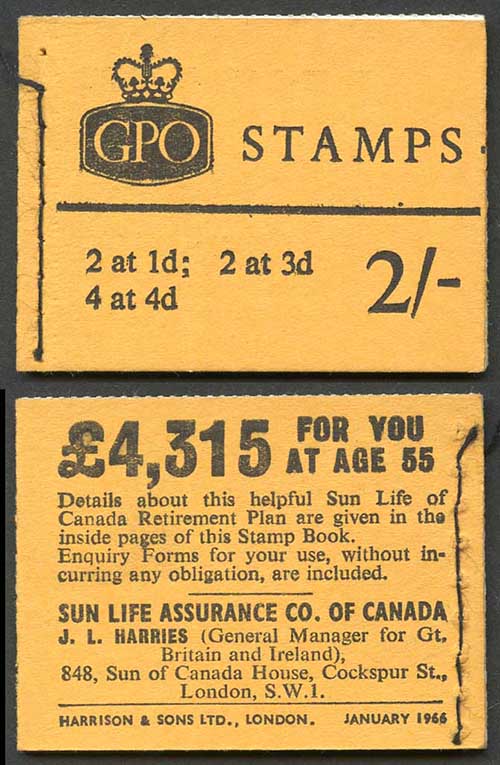 GPO STAMPS
2 at 1d; 2 at 3d
4 at 4d
2/-
£4,315 FOR YOU
AT AGE 55
Details about this helpful Sun Life of
Canada Retirement Plan are given in the
inside pages of this Stamp Book.
Enquiry Forms for your use, without in-
curring any obligation, are included.
SUN LIFE ASSURANCE CO. OF CANADA
J. L. HARRIES (General Manager for Gt.
Britain and Ireland),
848, Sun of Canada House, Cockspur St.,
London, S.W.1.
HARRISON & SONS LTD., LONDON. JANUARY 1966